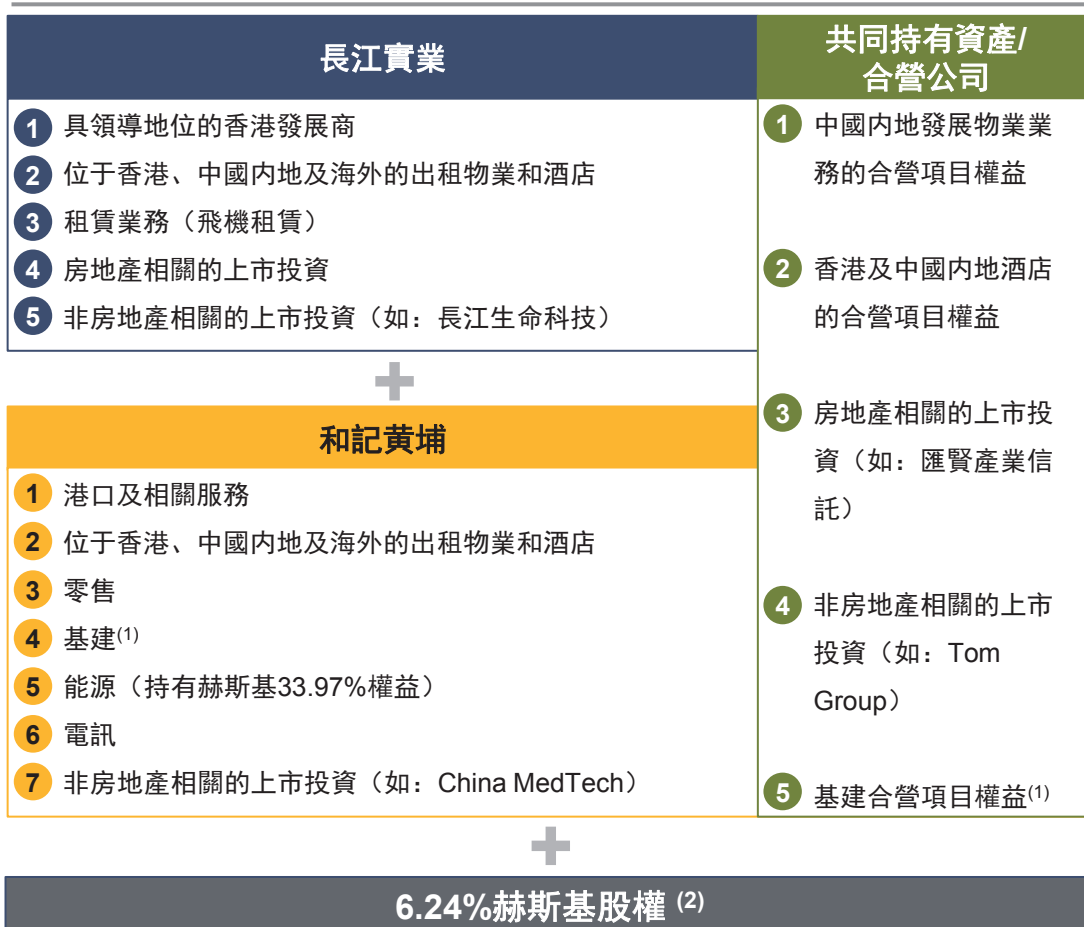 長江實業
1 具領導地位的香港發展商
2 位于香港、中國内地及海外的出租物業和酒店
3 租賃業務（飛機租賃）
4 房地產相關的上市投資
5 非房地產相關的上市投資（如：長江生命科技）
和記黄埔
1 港口及相關服務
2 位于香港、中國内地及海外的出租物業和酒店
3 零售
4 基建(1)
5 能源（持有赫斯基33.97%權益）
6 電訊
7 非房地產相關的上市投資（如：China MedTech）
共同持有資產/
合營公司
1 中國内地發展物業業
務的合營項目權益
2 香港及中國内地酒店
的合營項目權益
3 房地產相關的上市投
資（如：匯賢產業信
託）
4 非房地產相關的上市
投資（如：Tom
Group）
5 基建合營項目權益(1)
6.24%赫斯基股權 (2)